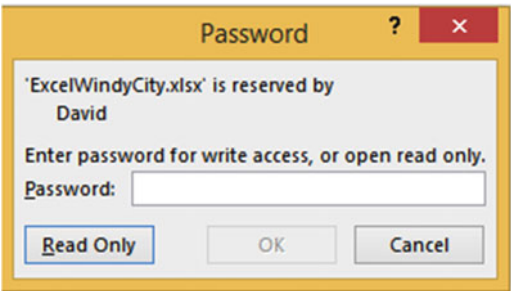 Password
?
×
'ExcelWindyCity.xlsx' is reserved by
David
Enter password for write access, or open read only.
Password:
Read Only
OK
Cancel